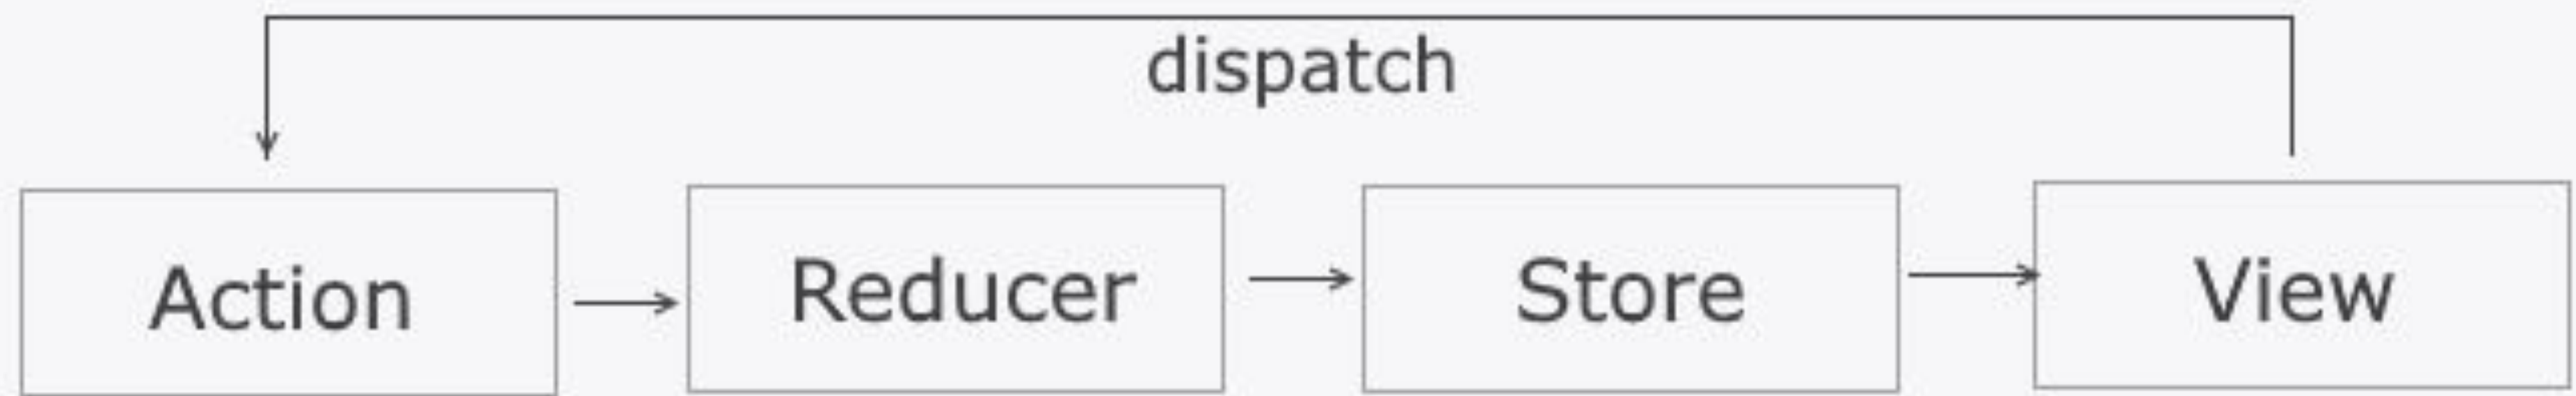 dispatch
Action
Reducer
Store
View